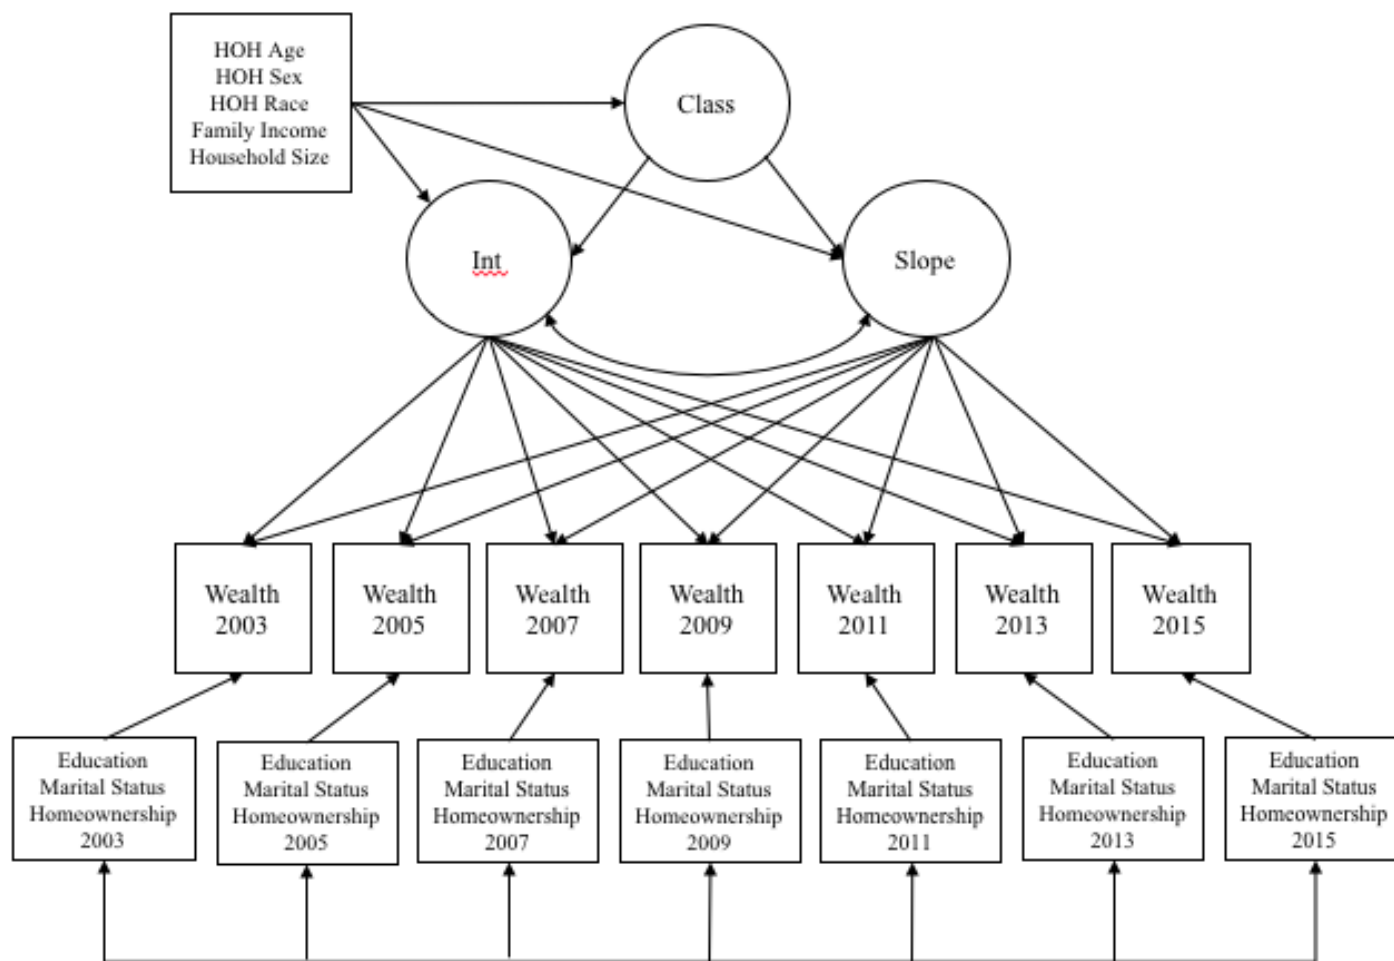 HOH Age
HOH Sex
HOH Race
Family Income
Household Size
Class
Int
Slope
Wealth
2003
Wealth
2005
Wealth
2007
Wealth
2009
Wealth
2011
Wealth
2013
Wealth
2015
Education
Marital Status
Homeownership
2003
Education
Marital Status
Homeownership
2005
Education
Marital Status
Homeownership
2007
Education
Marital Status
Homeownership
2009
Education
Marital Status
Homeownership
2011
Education
Marital Status
Homeownership
2013
Education
Marital Status
Homeownership
2015